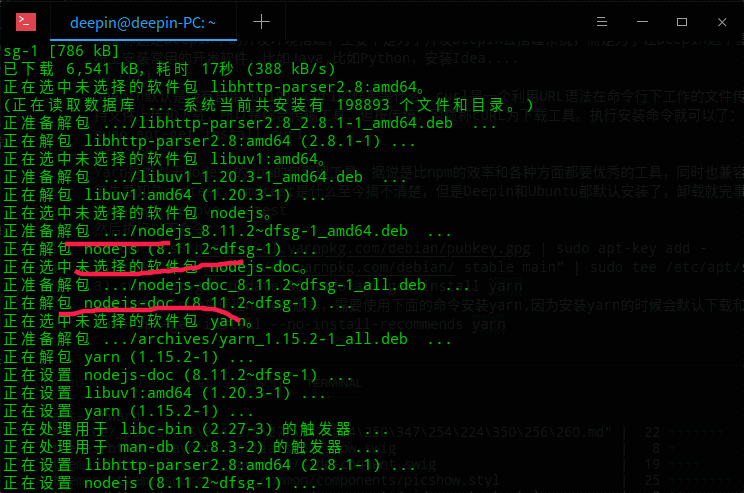 deepin@deepin-PC: ~
sg-1 [786 kB]
已下载 6,541 kB, 耗时 17秒 (388 kB/s)
正在选中未选择的软件包 libhttp-parser2.8:amd64。
(正在读取数据库 ... 系统当前共安装有 198893 个文件和目录。)
正准备解包 .../libhttp-parser2.8_2.8.1-1_amd64.deb ...
正在解包 libhttp-parser2.8:amd64 (2.8.1-1) ...
正在选中未选择的软件包 libuv1:amd64。
正准备解包 .../libuv1_1.20.3-1_amd64.deb ...
正在解包 libuv1:amd64 (1.20.3-1) ...
正在选中未选择的软件包 nodejs。
正准备解包 .../nodejs_8.11.2~dfsg-1_amd64.deb ...
正在解包 nodejs (8.11.2~dfsg-1) ...
正在选中未选择的软件包 nodejs-doc。
正准备解包 .../nodejs-doc_8.11.2~dfsg-1_all.deb ...
正在解包 nodejs-doc (8.11.2~dfsg-1) ...
正在选中未选择的软件包 yarn。
正准备解包 .../archives/yarn_1.15.2-1_all.deb ...
正在解包 yarn (1.15.2-1) ...
正在设置 nodejs-doc (8.11.2~dfsg-1) ...
正在设置 libuv1:amd64 (1.20.3-1) ...
正在设置 yarn (1.15.2-1) ...
正在处理用于 libc-bin (2.27-3) 的触发器 ...
正在处理用于 man-db (2.8.3-2) 的触发器 ...
正在设置 libhttp-parser2.8:amd64 (2.8.1-1) ...
正在设置 nodejs (8.11.2~dfsg-1) ...